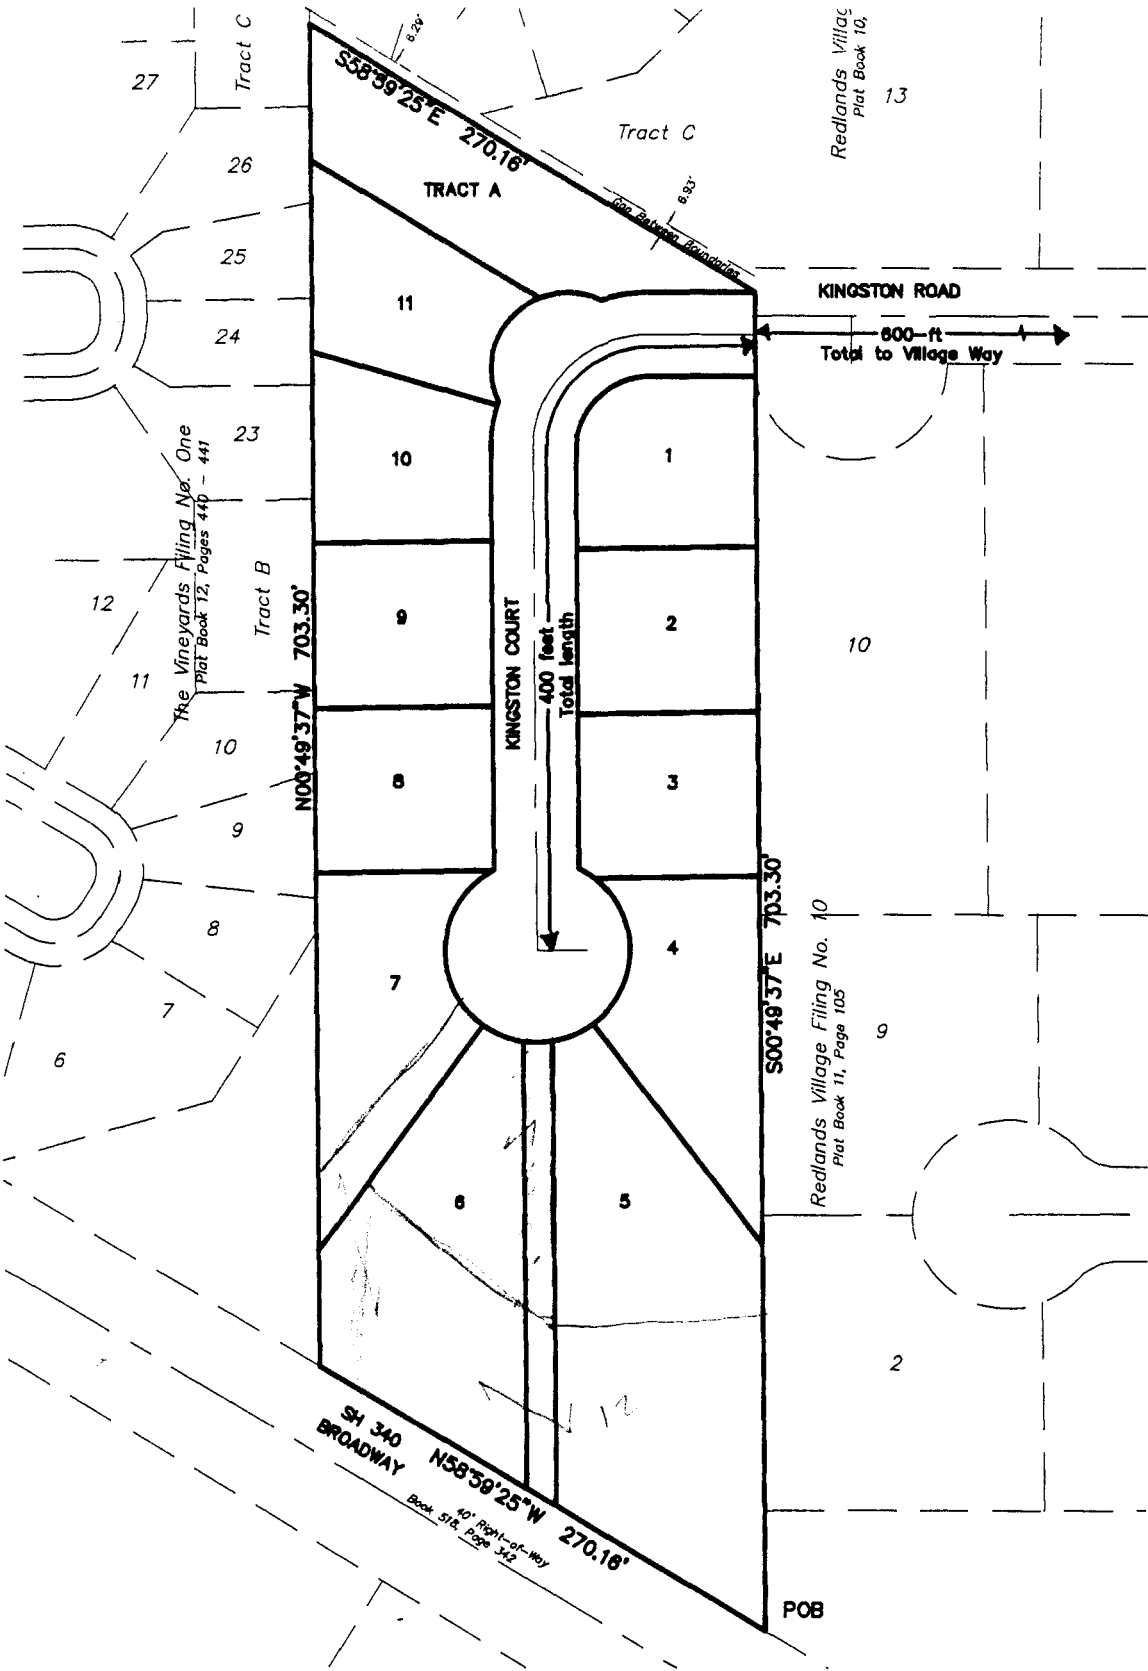 Tract C
27
26
25
24
23
S58°59'25"E 270.16'
6.29'
TRACT A
Tract C
6.93'
Gap Between Boundaries
Redlands Villag
Plat Book 10,
13
KINGSTON ROAD
600-ft
Total to Village Way
11
10
9
8
7
6
5
4
3
2
1
KINGSTON COURT
400 feet
Total length
The Vineyards Filing No. One
Plat Book 12, Pages 440 - 441
Tract B
12
11
10
9
8
7
6
N00°49'37"W 703.30'
S00°49'37"E 703.30'
10
Redlands Village Filing No. 10
Plat Book 11, Page 105
9
2
12
SH 340
BROADWAY
N58°59'25"W 270.16'
40' Right-of-Way
Book 518, Page 342
POB